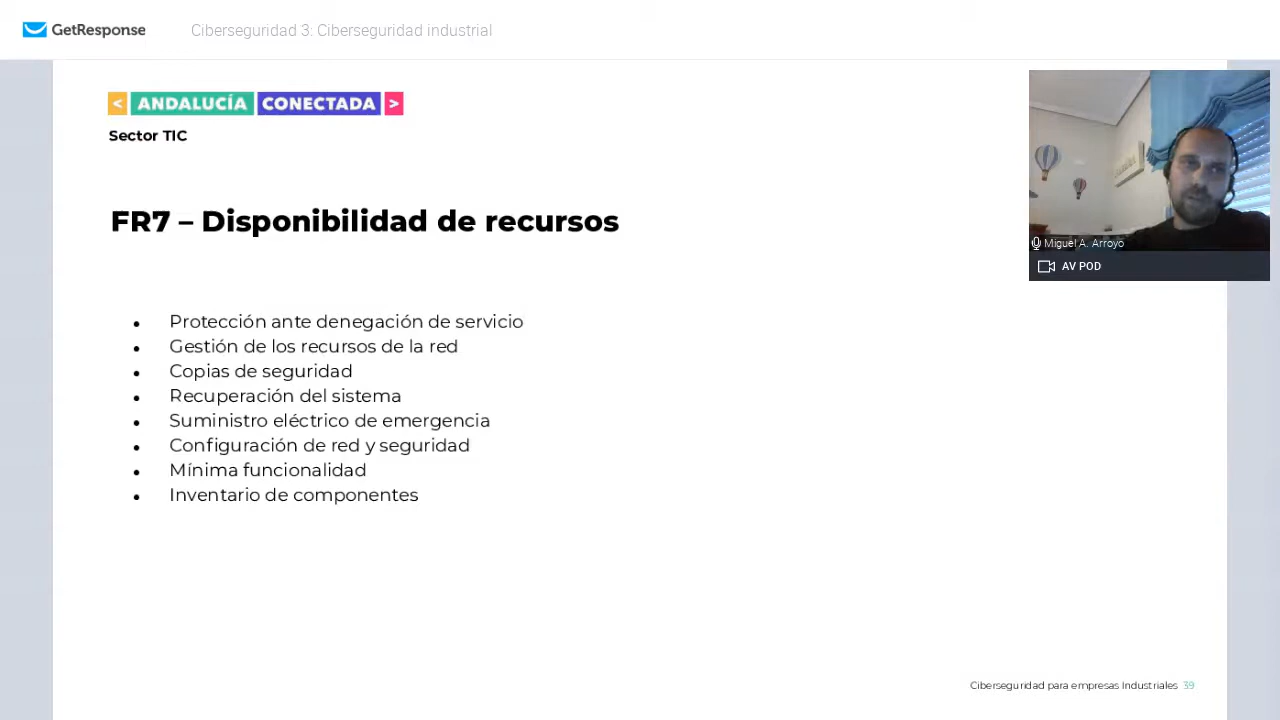 GetResponse
Ciberseguridad 3: Ciberseguridad industrial
< ANDALUCÍA CONECTADA >
Sector TIC
FR7 – Disponibilidad de recursos
• Protección ante denegación de servicio
• Gestión de los recursos de la red
• Copias de seguridad
• Recuperación del sistema
• Suministro eléctrico de emergencia
• Configuración de red y seguridad
• Mínima funcionalidad
• Inventario de componentes
Miguel A. Arroyo
AV POD
Ciberseguridad para empresas Industriales 39